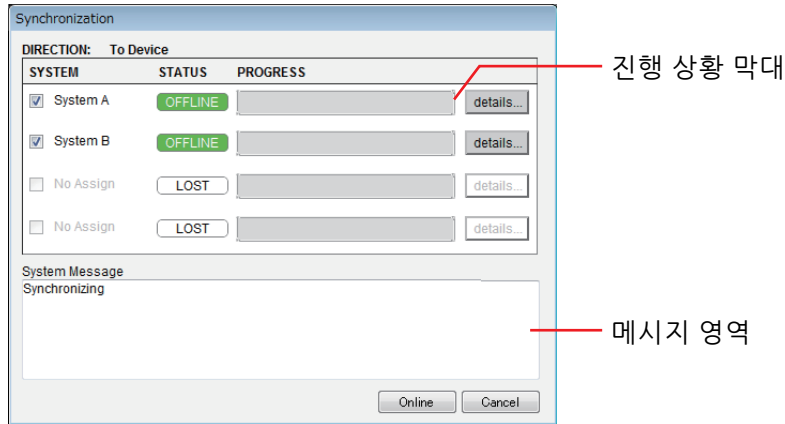 Synchronization
DIRECTION: To Device
SYSTEM STATUS PROGRESS
진행 상황 막대
System A OFFLINE details...
System B OFFLINE details...
No Assign LOST details...
No Assign LOST details...
System Message
Synchronizing
메시지 영역
Online Cancel